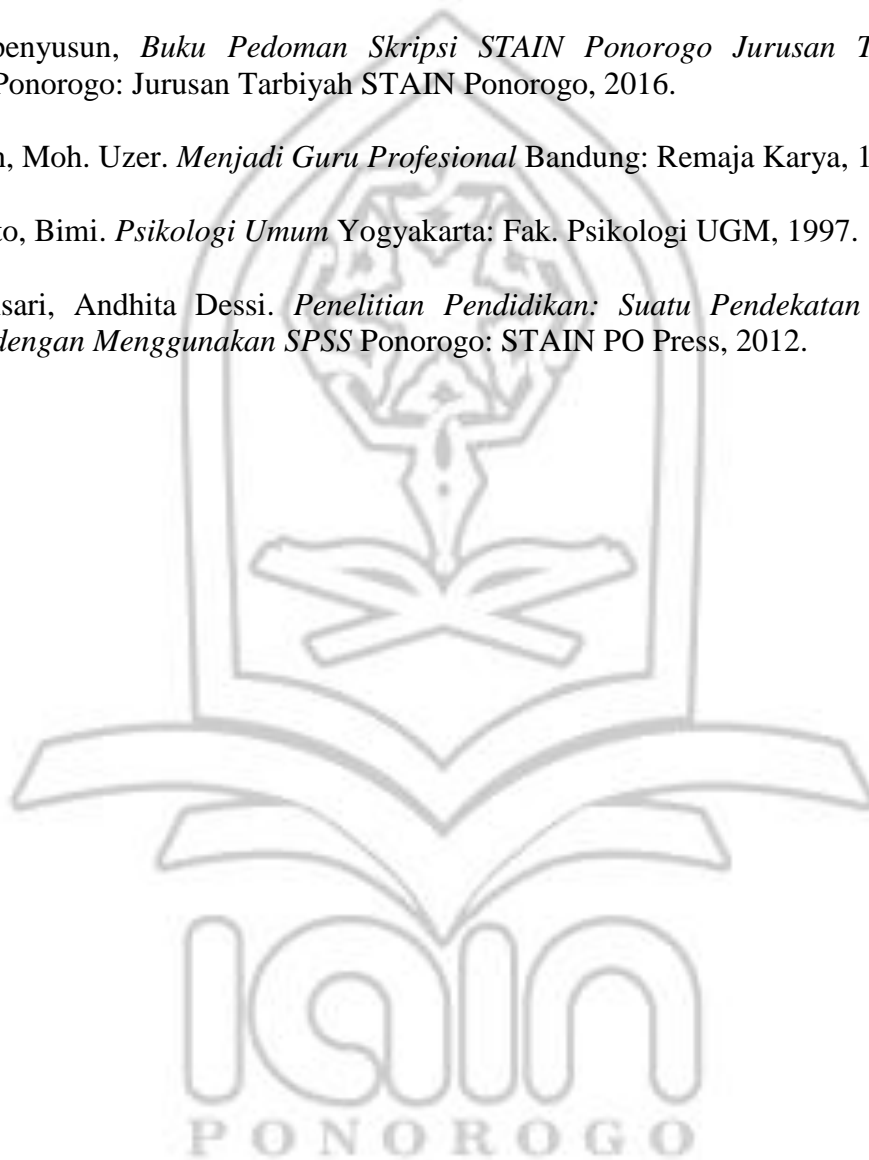 penyusun, Buku Pedoman Skripsi STAIN Ponorogo Jurusan T
Ponorogo: Jurusan Tarbiyah STAIN Ponorogo, 2016.
n, Moh. Uzer. Menjadi Guru Profesional Bandung: Remaja Karya, 1
to, Bimi. Psikologi Umum Yogyakarta: Fak. Psikologi UGM, 1997.
sari, Andhita Dessi. Penelitian Pendidikan: Suatu Pendekatan
dengan Menggunakan SPSS Ponorogo: STAIN PO Press, 2012.
iain
PONOROGO